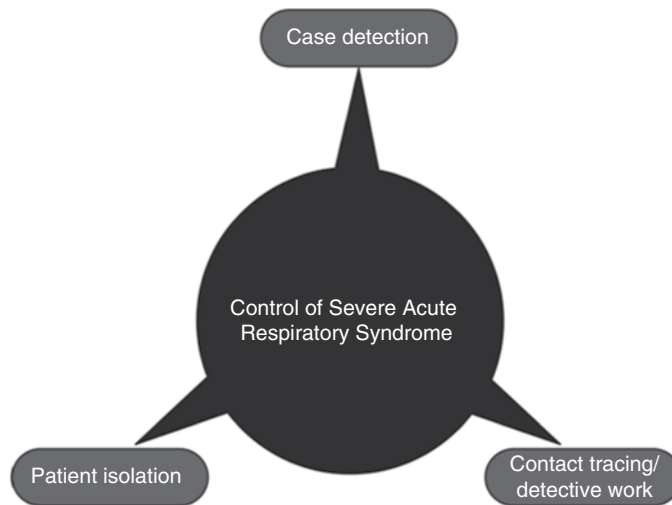 Case detection
Control of Severe Acute
Respiratory Syndrome
Patient isolation
Contact tracing/
detective work